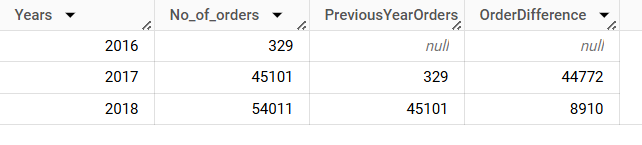 Years No_of_orders PreviousYearOrders OrderDifference
2016 329 null null
2017 45101 329 44772
2018 54011 45101 8910